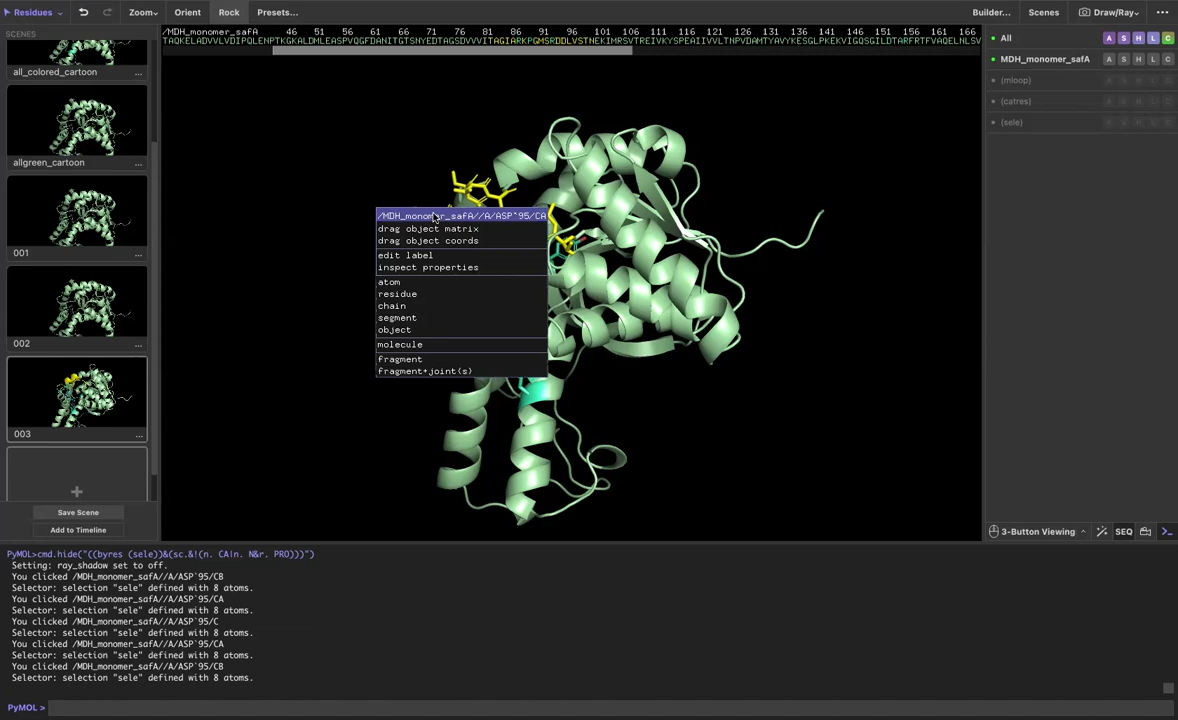 Residues
Zoom
Orient
Rock
Presets...
Builder...
Scenes
Draw/Ray
SCENES
all_colored_cartoon ...
allgreen_cartoon ...
001 ...
002 ...
003 ...
+
Save Scene
Add to Timeline
/MDH_monomer_safA 46 51 56 61 66 71 76 81 86 91 96 101 106 111 116 121 126 131 136 141 146 151 156 161 166
All A S H L C
MDH_monomer_safA A S H L C
(mloop) A S H L C
(catres) A S H L C
(sele) A S H L C
/MDH_monomer_safA//A/ASP`95/CA
drag object matrix
drag object coords
edit label
inspect properties
atom
residue
chain
segment
object
molecule
fragment
fragment+joint(s)
3-Button Viewing
SEQ
PyMOL>cmd.hide("((byres (sele))&(sc.&!(n. CA|n. N&r. PRO)))")
Setting: ray_shadow set to off.
You clicked /MDH_monomer_safA//A/ASP`95/CB
Selector: selection "sele" defined with 8 atoms.
You clicked /MDH_monomer_safA//A/ASP`95/CA
Selector: selection "sele" defined with 8 atoms.
You clicked /MDH_monomer_safA//A/ASP`95/C
Selector: selection "sele" defined with 8 atoms.
You clicked /MDH_monomer_safA//A/ASP`95/CA
Selector: selection "sele" defined with 8 atoms.
You clicked /MDH_monomer_safA//A/ASP`95/CB
Selector: selection "sele" defined with 8 atoms.
PyMOL >